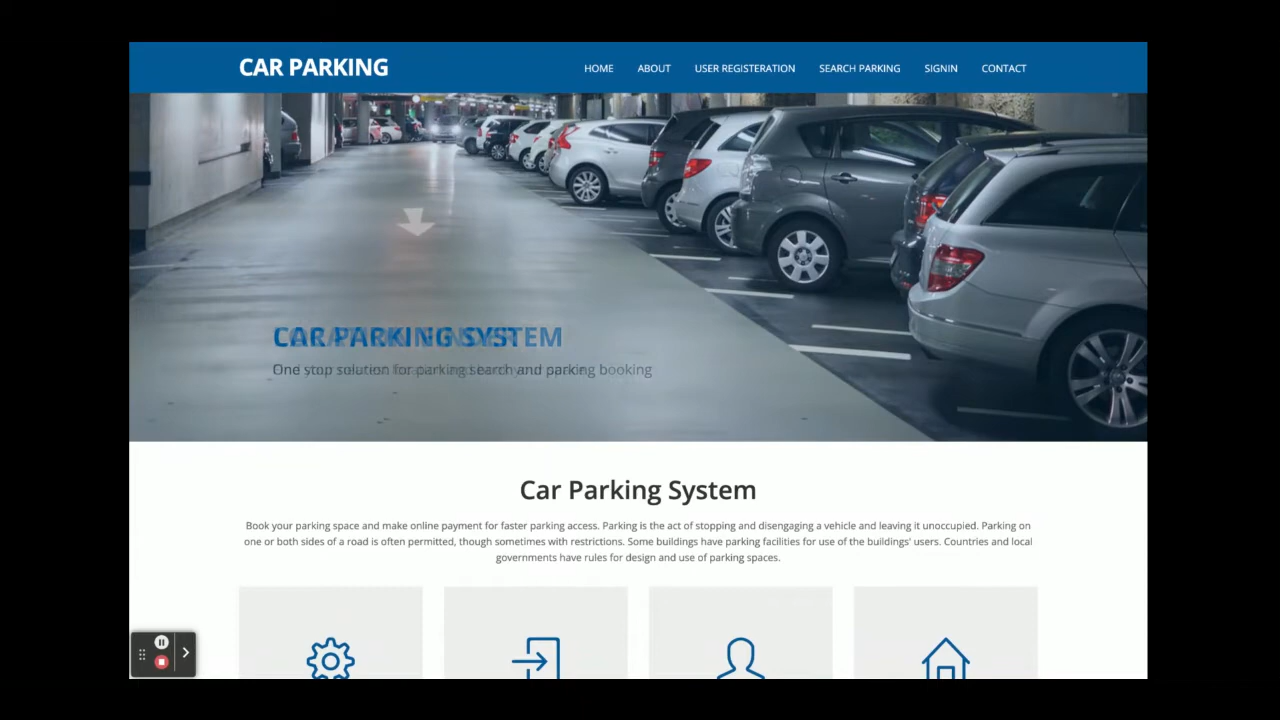 CAR PARKING
HOME ABOUT USER REGISTERATION SEARCH PARKING SIGNIN CONTACT
CAR PARKING SYSTEM
One stop solution for parking search and parking booking
Car Parking System
Book your parking space and make online payment for faster parking access. Parking is the act of stopping and disengaging a vehicle and leaving it unoccupied. Parking on
one or both sides of a road is often permitted, though sometimes with restrictions. Some buildings have parking facilities for use of the buildings' users. Countries and local
governments have rules for design and use of parking spaces.